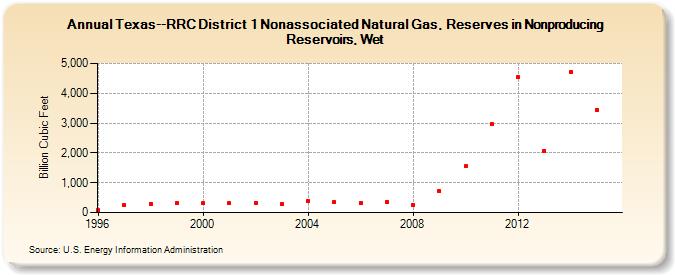 Annual Texas--RRC District 1 Nonassociated Natural Gas, Reserves in Nonproducing
Reservoirs, Wet
Billion Cubic Feet
5,000
4,000
3,000
2,000
1,000
0
1996
2000
2004
2008
2012
Source: U.S. Energy Information Administration